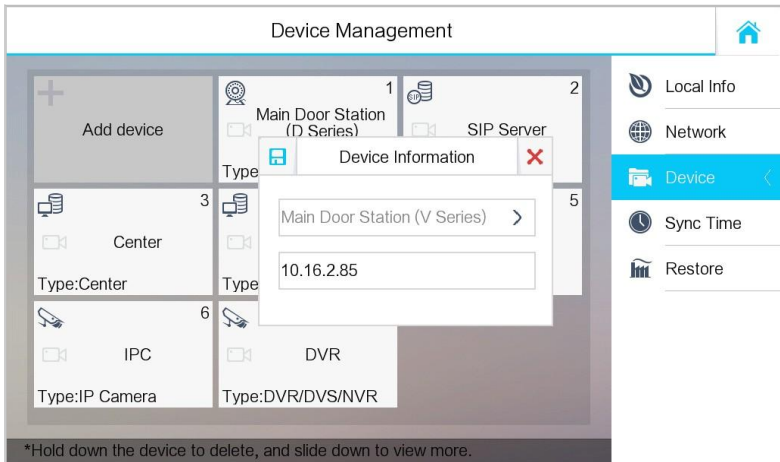 Device Management
Add device
1
Main Door Station
(D Series)
Type
2
SIP
SIP Server
3
Center
Type:Center
Type
5
6
IPC
Type:IP Camera
DVR
Type:DVR/DVS/NVR
Device Information
Main Door Station (V Series)
10.16.2.85
*Hold down the device to delete, and slide down to view more.
Local Info
Network
Device
Sync Time
Restore